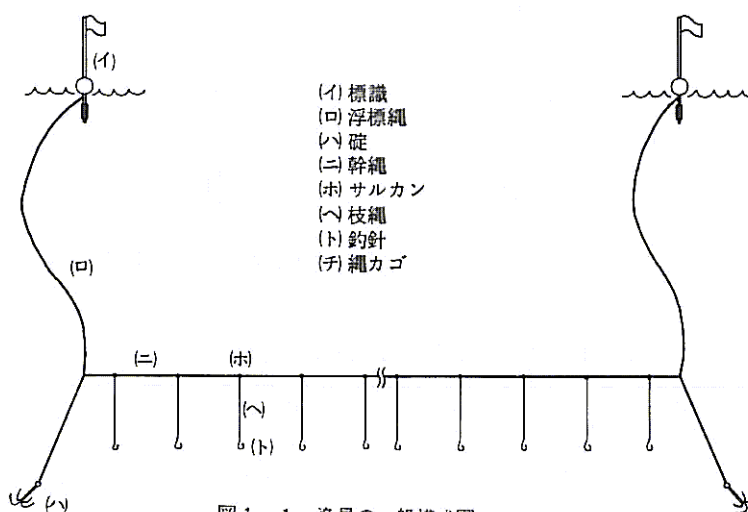 (イ)
(イ) 標識
(ロ) 浮標縄
(ハ) 碇
(ニ) 幹縄
(ホ) サルカン
(ヘ) 枝縄
(ト) 釣針
(チ) 縄カゴ
(ロ)
(ニ)
(ホ)
(ヘ)
(ト)
(ハ)